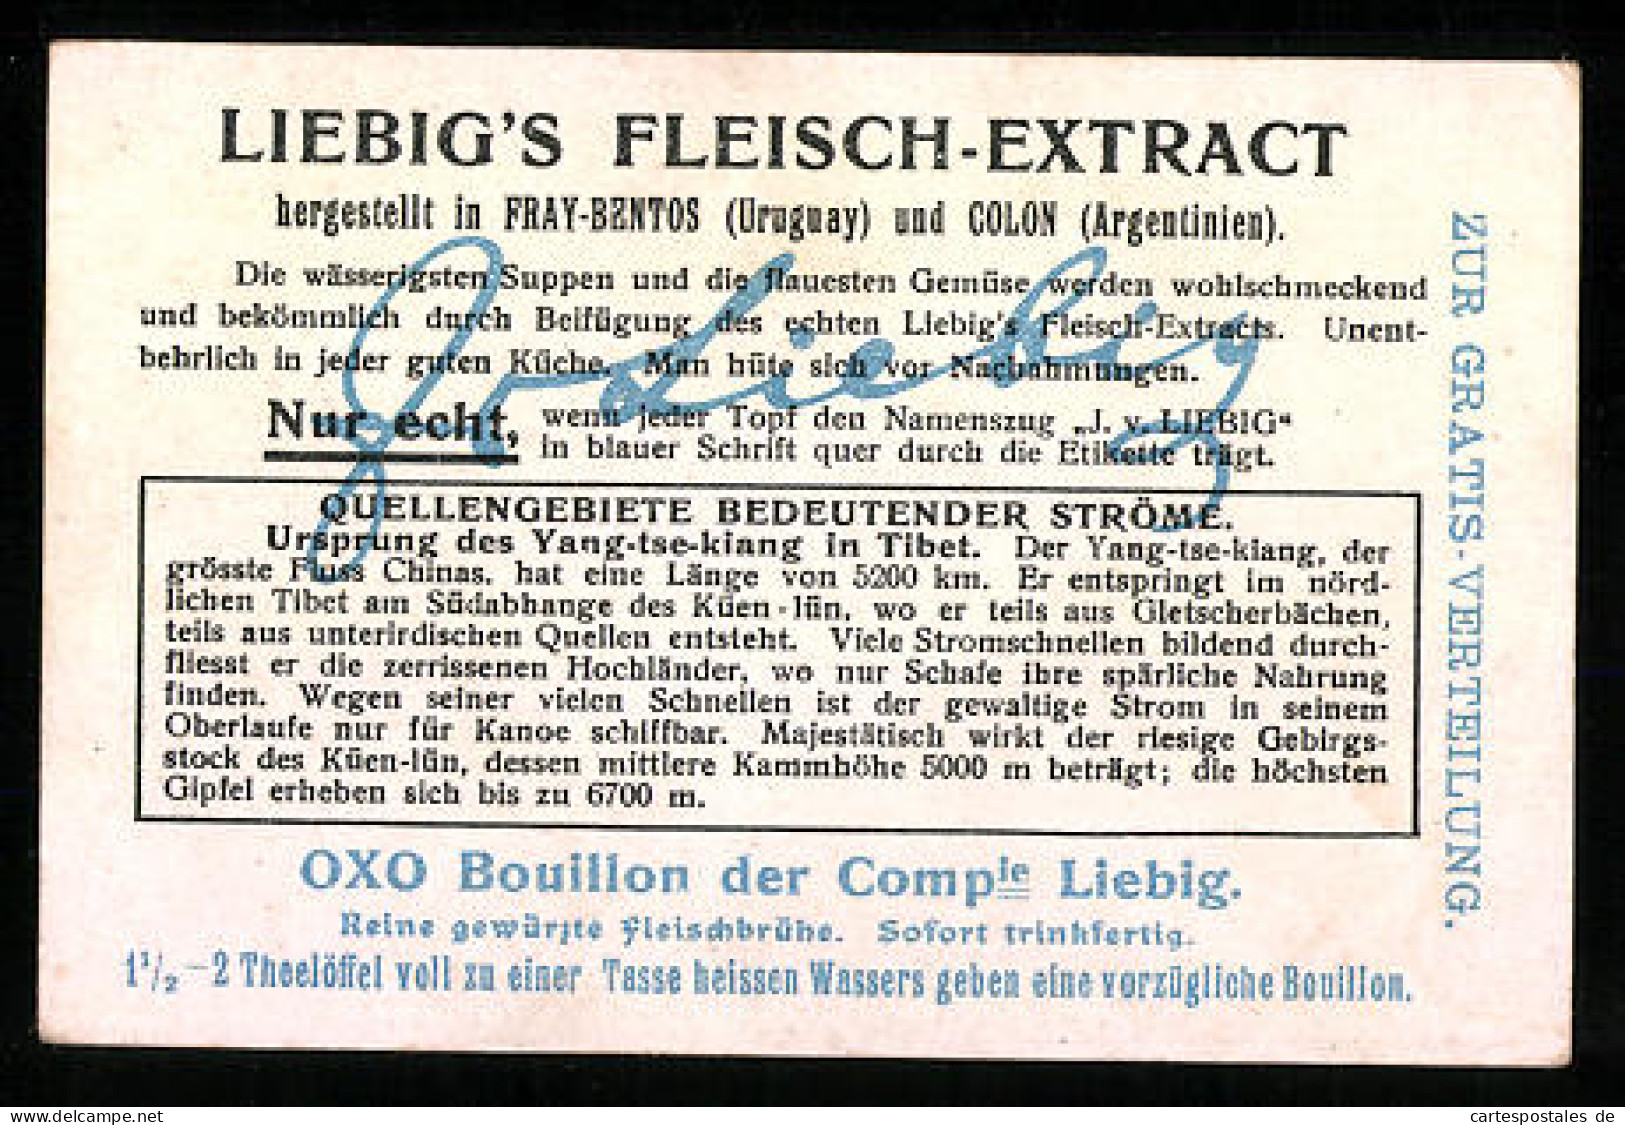 LIEBIG'S FLEISCH-EXTRACT
hergestellt in FRAY-BENTOS (Uruguay) und COLON (Argentinien).
Die wässerigsten Suppen und die flauesten Gemüse werden wohlschmeckend
und bekömmlich durch Beifügung des echten Liebig's Fleisch-Extracts. Unent-
behrlich in jeder guten Küche. Man hüte sich vor Nachahmungen.
Nur echt, wenn jeder Topf den Namenszug „J. v. LIEBIG“
in blauer Schrift quer durch die Etikette trägt.
QUELLENGEBIETE BEDEUTENDER STRÖME.
Ursprung des Yang-tse-kiang in Tibet. Der Yang-tse-kiang, der
grösste Fluss Chinas, hat eine Länge von 5200 km. Er entspringt im nörd-
lichen Tibet am Südabhange des Küen-lün, wo er teils aus Gletscherbächen,
teils aus unterirdischen Quellen entsteht. Viele Stromschnellen bildend durch-
fliesst er die zerrissenen Hochländer, wo nur Schafe ihre spärliche Nahrung
finden. Wegen seiner vielen Schnellen ist der gewaltige Strom in seinem
Oberlaufe nur für Kanoe schiffbar. Majestätisch wirkt der riesige Gebirgs-
stock des Küen-lün, dessen mittlere Kammhöhe 5000 m beträgt; die höchsten
Gipfel erheben sich bis zu 6700 m.
OXO Bouillon der Compie Liebig.
Reine gewürzte Fleischbrühe. Sofort trinkfertig.
1½–2 Theelöffel voll zu einer Tasse heissen Wassers geben eine vorzügliche Bouillon.
ZUR GRATIS-VERTEILUNG.
JvLiebig
cartespostales de